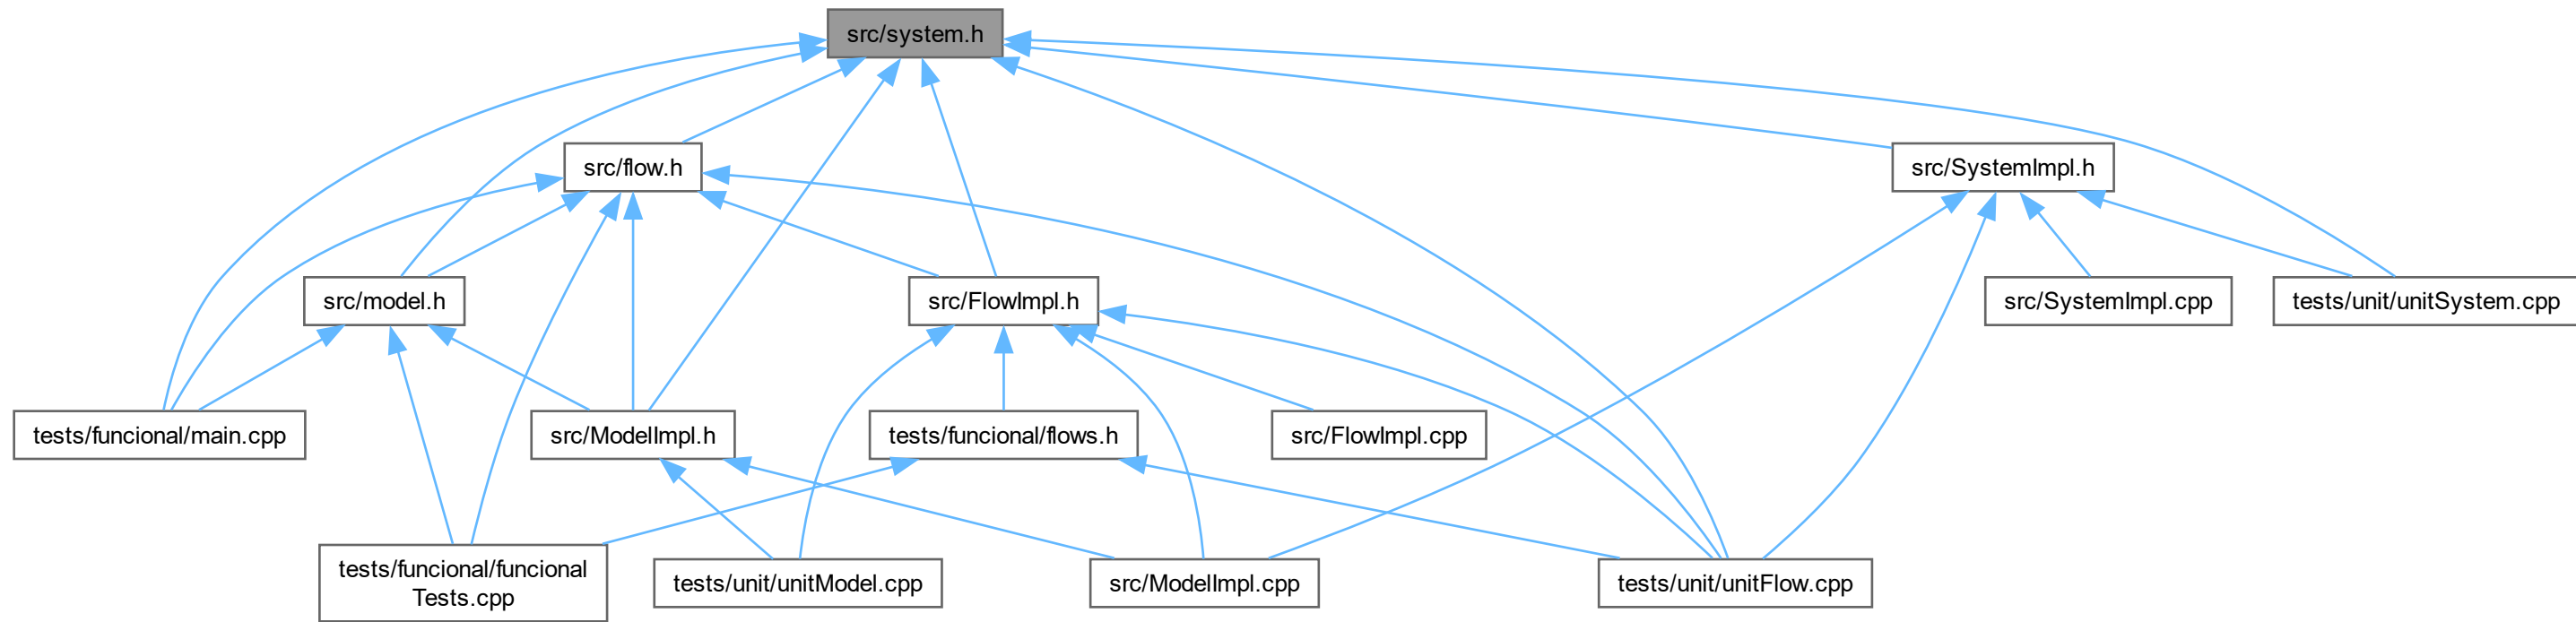 src/system.h
src/flow.h
src/SystemImpl.h
src/model.h
src/FlowImpl.h
src/SystemImpl.cpp
tests/unit/unitSystem.cpp
tests/funcional/main.cpp
src/ModelImpl.h
tests/funcional/flows.h
src/FlowImpl.cpp
tests/funcional/funcional
Tests.cpp
tests/unit/unitModel.cpp
src/ModelImpl.cpp
tests/unit/unitFlow.cpp